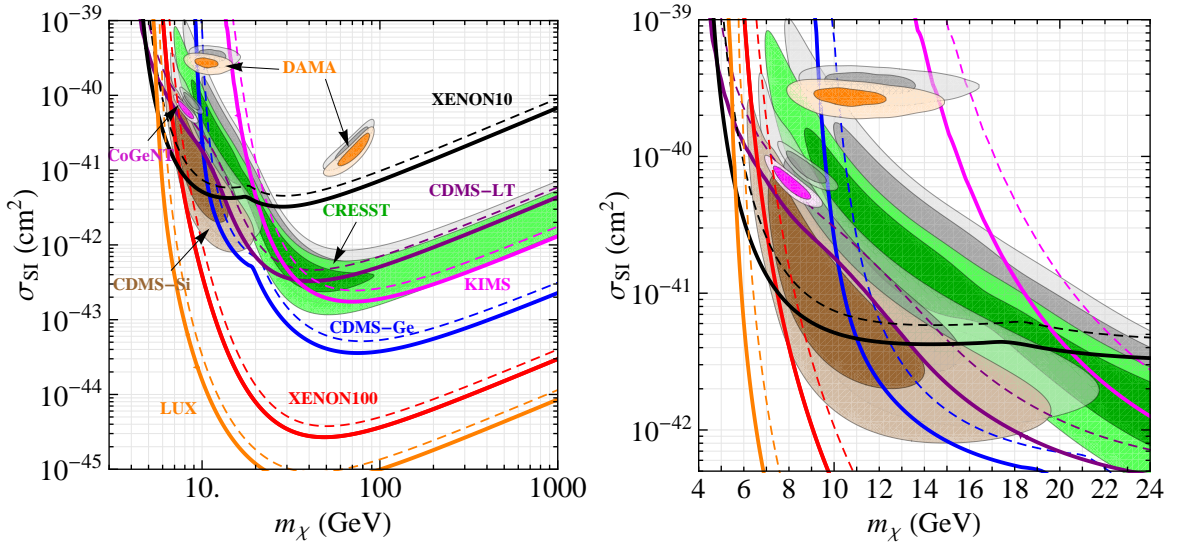 10⁻³⁹
10⁻⁴⁰
10⁻⁴¹
10⁻⁴²
10⁻⁴³
10⁻⁴⁴
10⁻⁴⁵
σSI (cm²)
DAMA
XENON10
CoGeNT
CDMS−LT
CRESST
CDMS−Si
KIMS
CDMS−Ge
XENON100
LUX
10. 100 1000
mχ (GeV)
10⁻³⁹
10⁻⁴⁰
10⁻⁴¹
10⁻⁴²
σSI (cm²)
4 6 8 10 12 14 16 18 20 22 24
mχ (GeV)